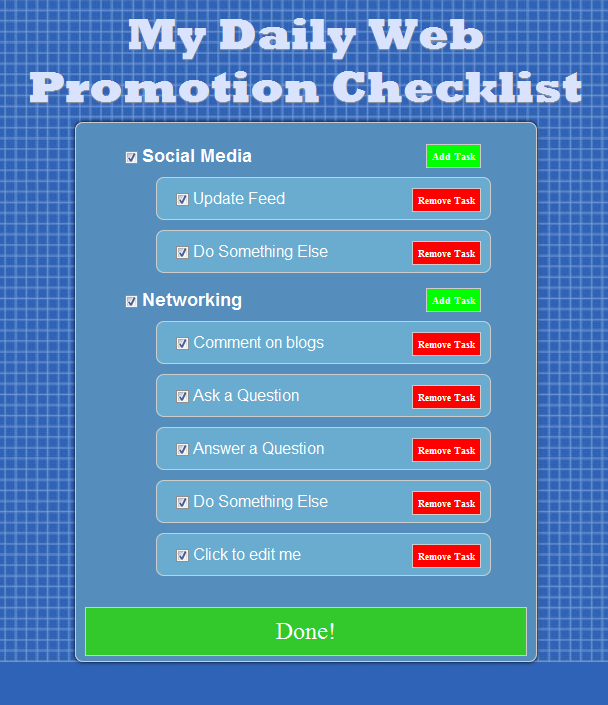 My Daily Web
Promotion Checklist
Social Media Add Task
Update Feed Remove Task
Do Something Else Remove Task
Networking Add Task
Comment on blogs Remove Task
Ask a Question Remove Task
Answer a Question Remove Task
Do Something Else Remove Task
Click to edit me Remove Task
Done!